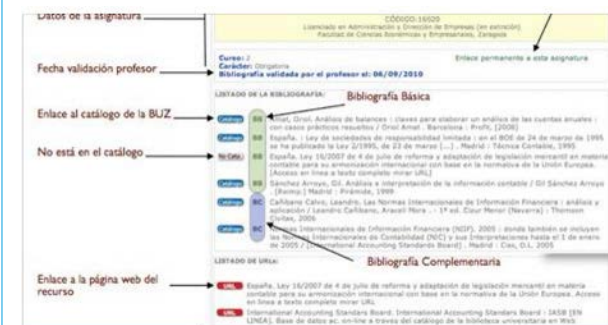 Datos de la asignatura
CÓDIGO:16520
Licenciado en Administración y Dirección de Empresas (en extinción)
Facultad de Ciencias Económicas y Empresariales, Zaragoza
Curso: 2
Carácter: Obligatoria
Bibliografía validada por el profesor el: 06/09/2010
Enlace permanente a esta asignatura
Fecha validación profesor
LISTADO DE LA BIBLIOGRAFÍA:
Bibliografía Básica
Enlace al catálogo de la BUZ
Catálogo BB Amat, Oriol. Análisis de balances : claves para elaborar un análisis de las cuentas anuales :
con casos prácticos resueltos / Oriol Amat . Barcelona : Profit, [2008]
Catálogo BB España. : Ley de sociedades de responsabilidad limitada : en el BOE de 24 de marzo de 1995
se ha publicado la Ley 2/1995, de 23 de marzo [...] . Madrid : Técnica Contable, 1995
No está en el catálogo
No Cata. BB España. Ley 16/2007 de 4 de julio de reforma y adaptación de legislación mercantil en materia
contable para su armonización internacional con base en la normativa de la Unión Europea.
[Acceso en línea a texto completo mirar URL]
Catálogo BB Sánchez Arroyo, Gil. Análisis e interpretación de la información contable / Gil Sánchez Arroyo
. [Reimp.] Madrid : Pirámide, 1999
Catálogo BC Cañibano Calvo, Leandro. Las Normas Internacionales de Información Financiera : análisis y
aplicación / Leandro Cañibano, Araceli Mora . - 1ª ed. Cizur Menor (Navarra) : Thomson
Civitas, 2006
Catálogo BC Normas Internacionales de Información Financiera (NIIF), 2005 : donde también se incluyen
las Normas Internacionales de Contabilidad (NIC) y sus Interpretaciones hasta el 1 de enero
de 2005 / [International Accounting Standards Board] . Madrid : Ciss, D.L. 2005
LISTADO DE URLs:
Bibliografía Complementaria
Enlace a la página web del
recurso
URL España. Ley 16/2007 de 4 de julio de reforma y adaptación de legislación mercantil en materia
contable para su armonización internacional con base en la normativa de la Unión Europea. Acceso
en línea a texto completo mirar URL
URL International Accounting Standars Board. International Accounting Standars Board : IASB [EN
LINEA]. Base de datos ac. on-line a través del catálogo de la biblioteca universitaria en Web